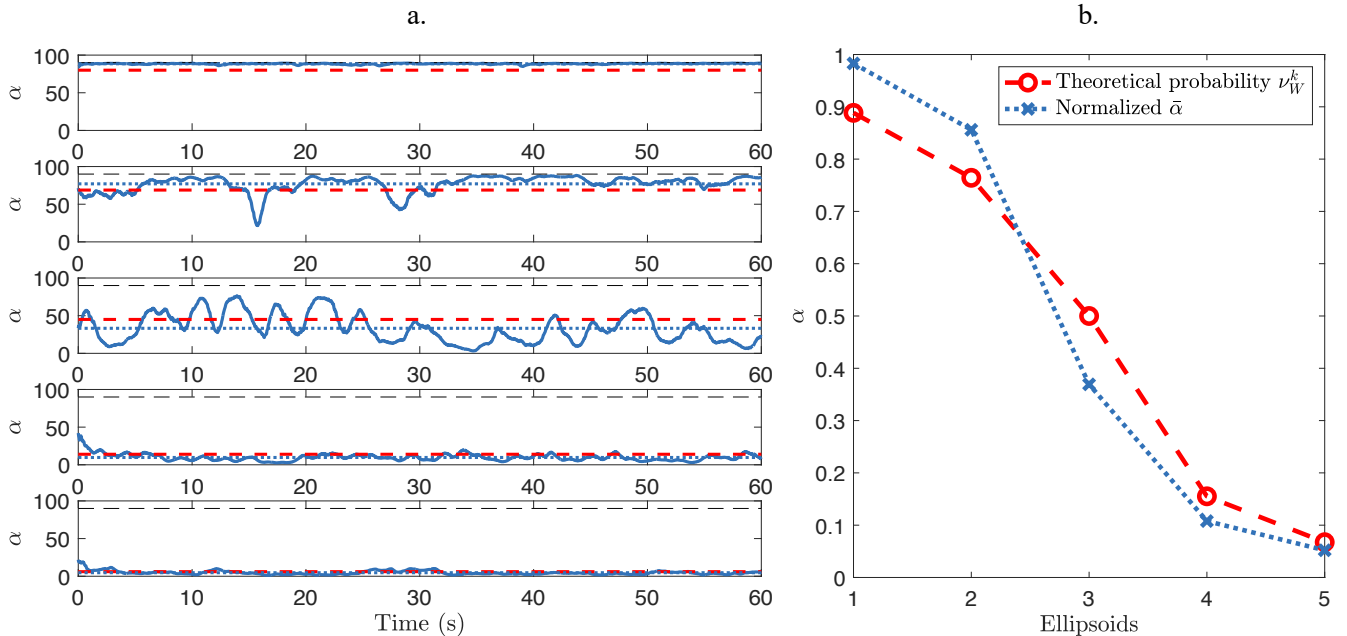 a.
100
50
0
α
0 10 20 30 40 50 60
100
50
0
α
0 10 20 30 40 50 60
100
50
0
α
0 10 20 30 40 50 60
100
50
0
α
0 10 20 30 40 50 60
100
50
0
α
0 10 20 30 40 50 60
Time (s)
b.
1
0.9
0.8
0.7
0.6
0.5
0.4
0.3
0.2
0.1
0
α
Theoretical probability ν_W^k
Normalized ᾱ
1 2 3 4 5
Ellipsoids